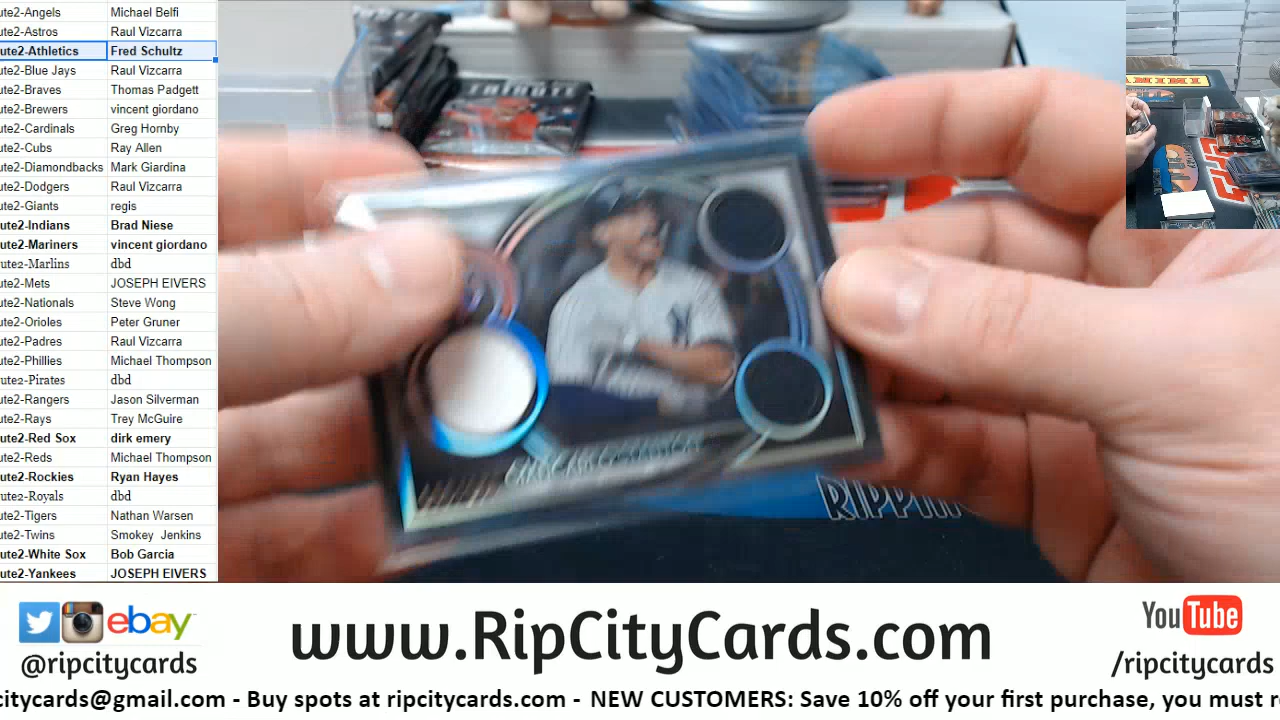 ute2-Angels Michael Belfi
ute2-Astros Raul Vizcarra
ute2-Athletics Fred Schultz
ute2-Blue Jays Raul Vizcarra
ute2-Braves Thomas Padgett
ute2-Brewers vincent giordano
ute2-Cardinals Greg Hornby
ute2-Cubs Ray Allen
ute2-Diamondbacks Mark Giardina
ute2-Dodgers Raul Vizcarra
ute2-Giants regis
ute2-Indians Brad Niese
ute2-Mariners vincent giordano
ute2-Marlins dbd
ute2-Mets JOSEPH EIVERS
ute2-Nationals Steve Wong
ute2-Orioles Peter Gruner
ute2-Padres Raul Vizcarra
ute2-Phillies Michael Thompson
ute2-Pirates dbd
ute2-Rangers Jason Silverman
ute2-Rays Trey McGuire
ute2-Red Sox dirk emery
ute2-Reds Michael Thompson
ute2-Rockies Ryan Hayes
ute2-Royals dbd
ute2-Tigers Nathan Warsen
ute2-Twins Smokey Jenkins
ute2-White Sox Bob Garcia
ute2-Yankees JOSEPH EIVERS
ebay
@ripcitycards
www.RipCityCards.com
YouTube
/ripcitycards
citycards@gmail.com - Buy spots at ripcitycards.com - NEW CUSTOMERS: Save 10% off your first purchase, you must r